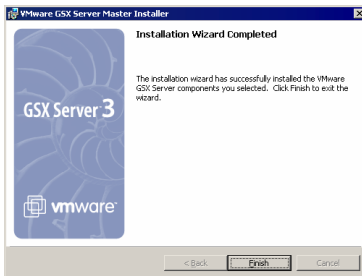 VMware GSX Server Master Installer
Installation Wizard Completed
The installation wizard has successfully installed the VMware
GSX Server components you selected. Click Finish to exit the
wizard.
GSX Server 3
vmware
< Back
Finish
Cancel